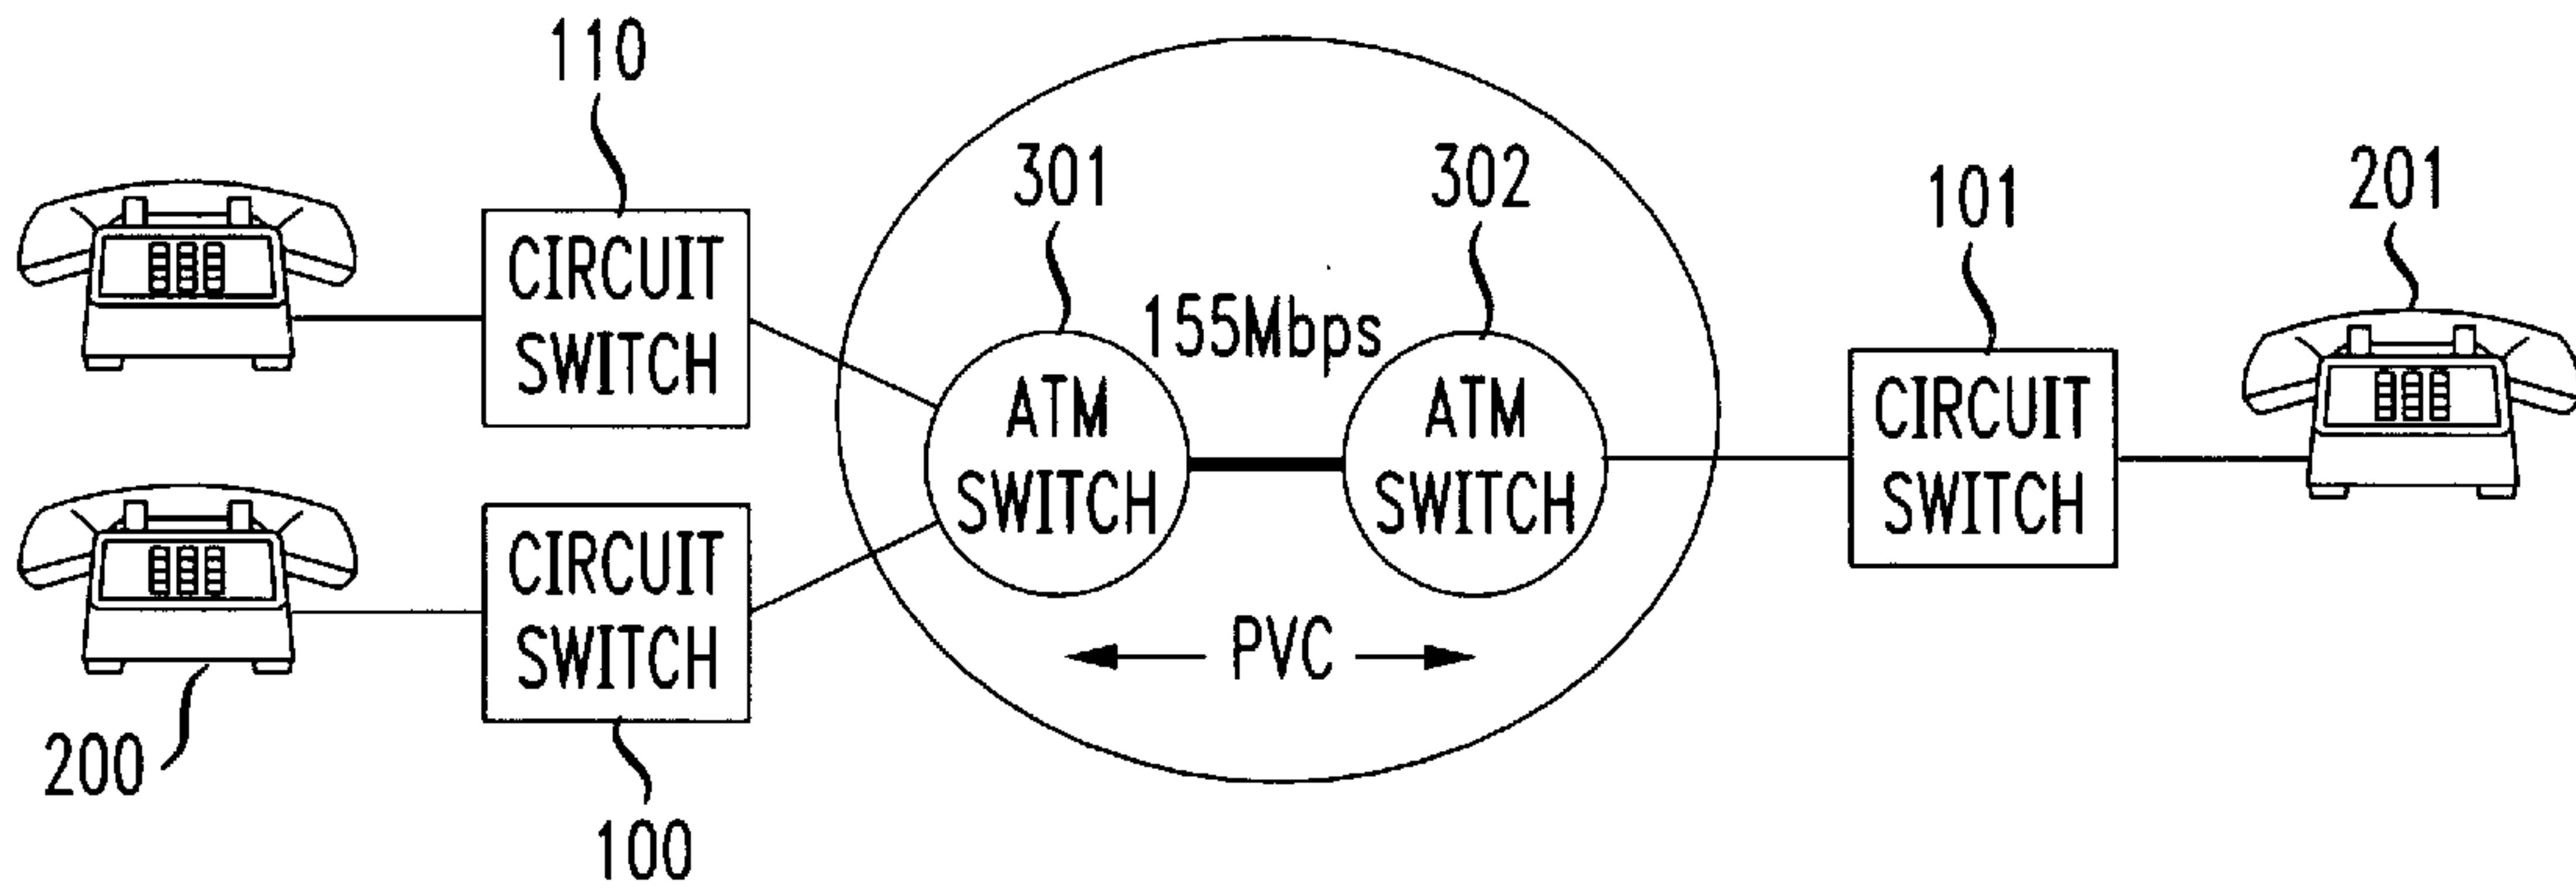 110
301
302
101
201
CIRCUIT
SWITCH
155Mbps
ATM
SWITCH
ATM
SWITCH
CIRCUIT
SWITCH
CIRCUIT
SWITCH
PVC
200
100